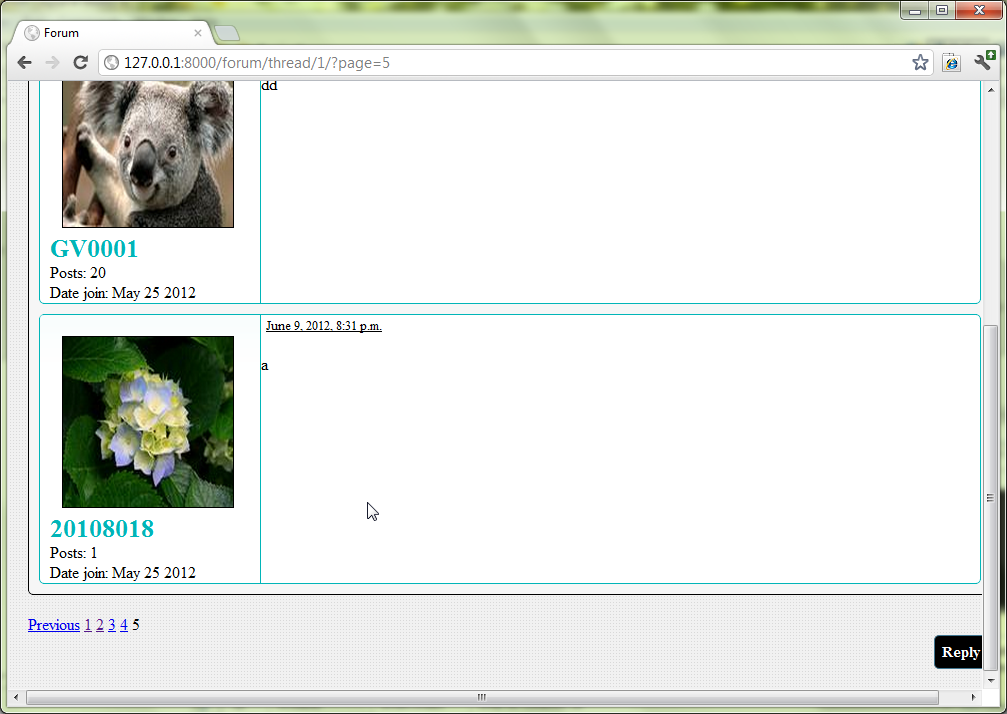 Forum
127.0.0.1:8000/forum/thread/1/?page=5
dd
GV0001
Posts: 20
Date join: May 25 2012
June 9, 2012, 8:31 p.m.
a
20108018
Posts: 1
Date join: May 25 2012
Previous 1 2 3 4 5
Reply